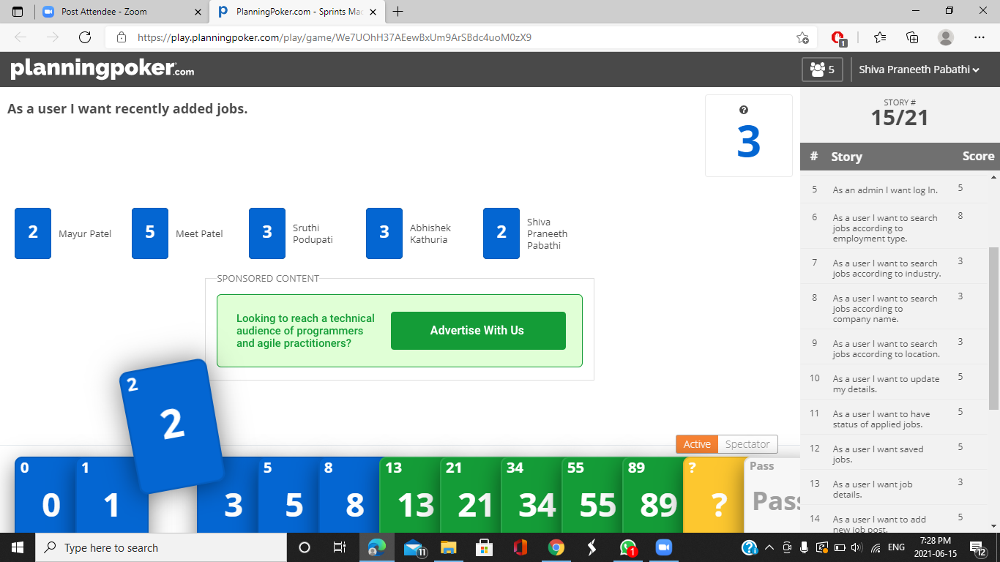 Post Attendee - Zoom
PlanningPoker.com - Sprints Mac
https://play.planningpoker.com/play/game/We7UOhH37AEewBxUm9ArSBdc4uoM0zX9
1
planningpoker.com
5
Shiva Praneeth Pabathi
As a user I want recently added jobs.
?
3
2
Mayur Patel
5
Meet Patel
3
Sruthi
Podupati
3
Abhishek
Kathuria
2
Shiva
Praneeth
Pabathi
SPONSORED CONTENT
Looking to reach a technical
audience of programmers
and agile practitioners?
Advertise With Us
STORY #
15/21
# Story Score
5 As an admin I want log In. 5
6 As a user I want to search 8
jobs according to
employment type.
7 As a user I want to search 3
jobs according to industry.
8 As a user I want to search 3
jobs according to
company name.
9 As a user I want to search 3
jobs according to location.
10 As a user I want to update 5
my details.
11 As a user I want to have 5
status of applied jobs.
12 As a user I want saved 5
jobs.
13 As a user I want job 3
details.
14 As a user I want to add 5
new job post.
Active Spectator
2
2
0
0
1
1
3
5
5
8
8
13
13
21
21
34
34
55
55
89
89
?
?
Pass
Pass
Type here to search
11
1
?
ENG
7:28 PM
2021-06-15
12